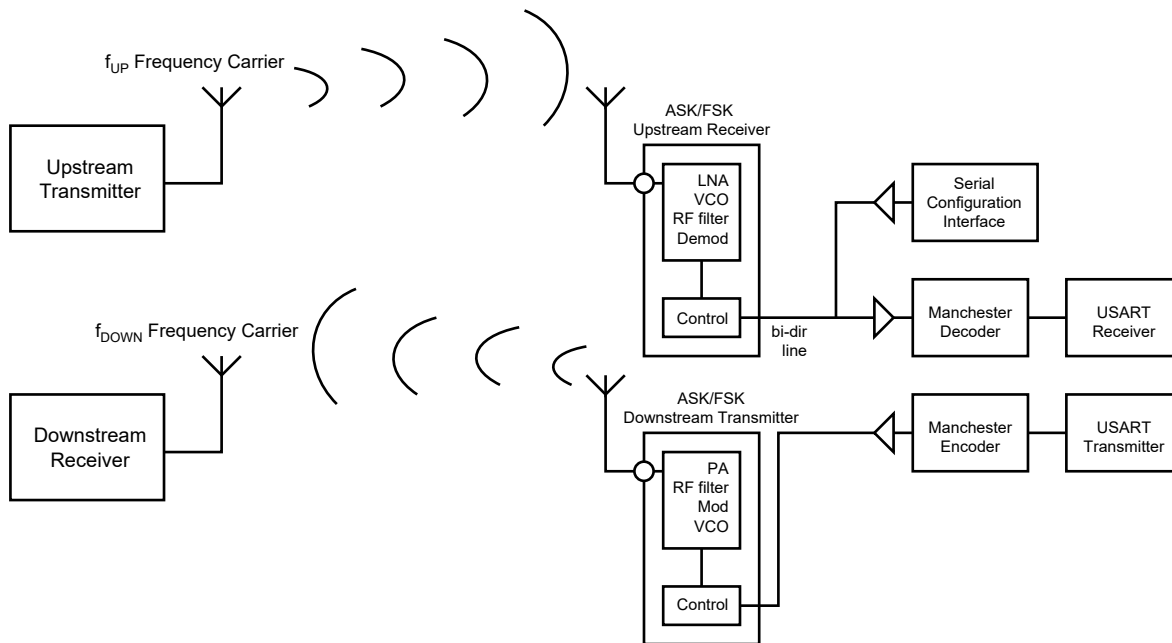 f_UP Frequency Carrier
Upstream
Transmitter
ASK/FSK
Upstream Receiver
LNA
VCO
RF filter
Demod
Control
bi-dir
line
Serial
Configuration
Interface
Manchester
Decoder
USART
Receiver
f_DOWN Frequency Carrier
Downstream
Receiver
ASK/FSK
Downstream Transmitter
PA
RF filter
Mod
VCO
Control
Manchester
Encoder
USART
Transmitter